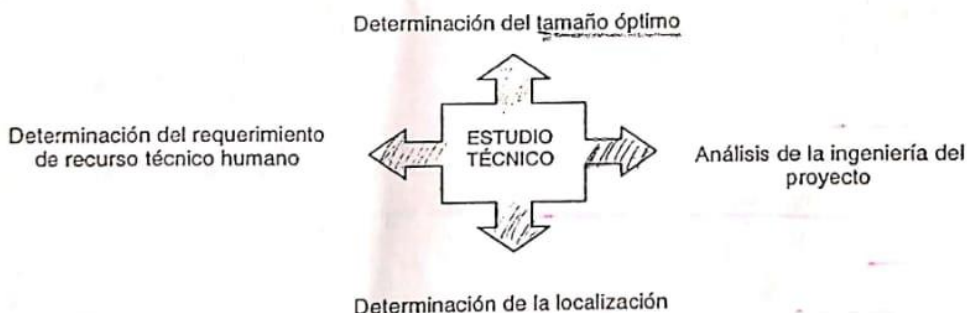 Determinación del tamaño óptimo
Determinación del requerimiento
de recurso técnico humano
ESTUDIO
TÉCNICO
Análisis de la ingeniería del
proyecto
Determinación de la localización